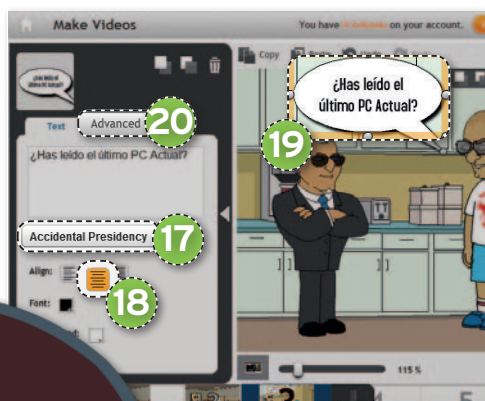 Make Videos
You have on your account.
Copy
¿Has leído el
último PC Actual?
Text
Advanced
20
¿Has leído el último PC Actual?
19
Accidental Presidency
17
Align:
18
Font:
115 %